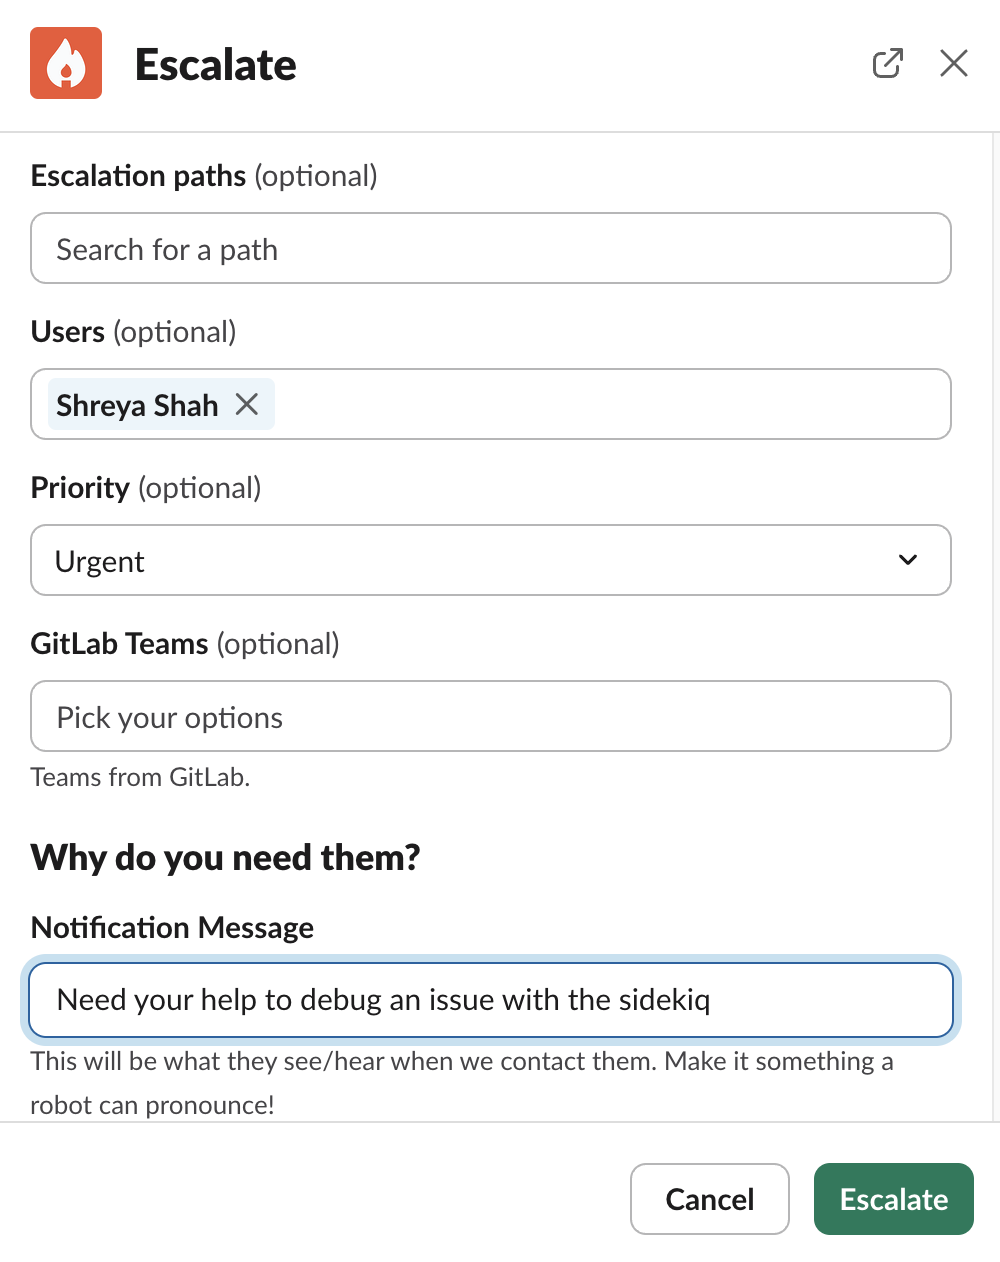 Escalate
Escalation paths (optional)
Search for a path
Users (optional)
Shreya Shah
Priority (optional)
Urgent
GitLab Teams (optional)
Pick your options
Teams from GitLab.
Why do you need them?
Notification Message
Need your help to debug an issue with the sidekiq
This will be what they see/hear when we contact them. Make it something a
robot can pronounce!
Cancel Escalate